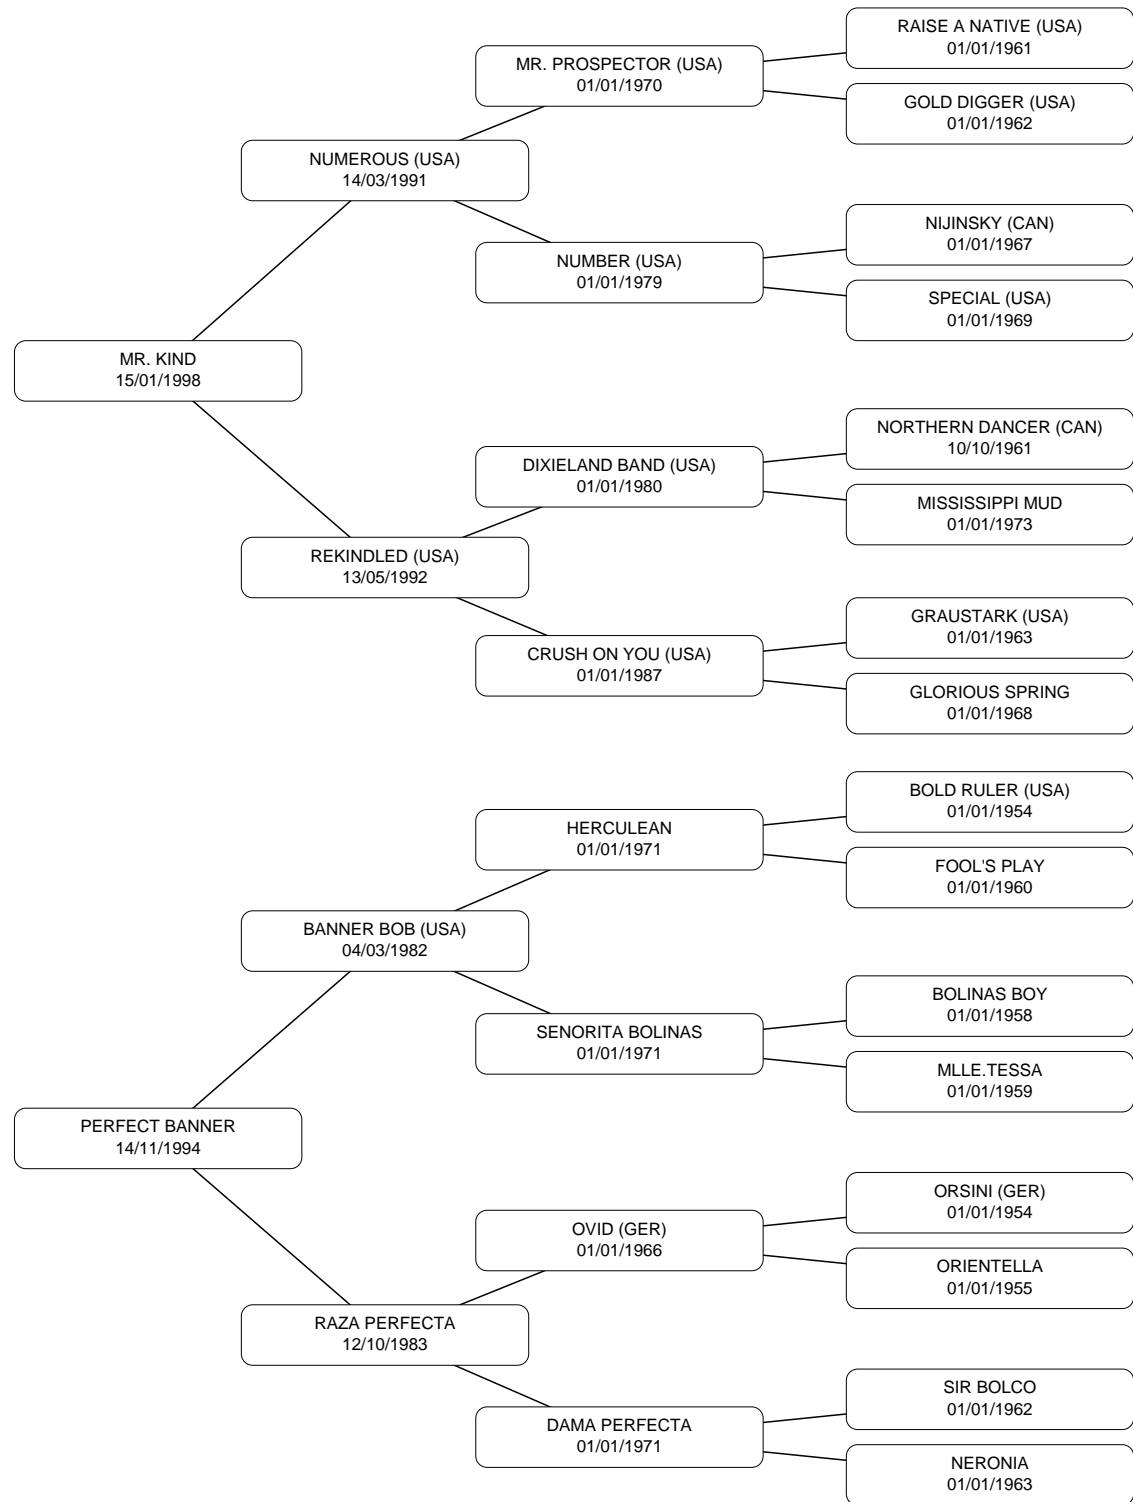 RAISE A NATIVE (USA)
01/01/1961
MR. PROSPECTOR (USA)
01/01/1970
GOLD DIGGER (USA)
01/01/1962
NUMEROUS (USA)
14/03/1991
NIJINSKY (CAN)
01/01/1967
NUMBER (USA)
01/01/1979
SPECIAL (USA)
01/01/1969
MR. KIND
15/01/1998
NORTHERN DANCER (CAN)
10/10/1961
DIXIELAND BAND (USA)
01/01/1980
MISSISSIPPI MUD
01/01/1973
REKINDLED (USA)
13/05/1992
GRAUSTARK (USA)
01/01/1963
CRUSH ON YOU (USA)
01/01/1987
GLORIOUS SPRING
01/01/1968
BOLD RULER (USA)
01/01/1954
HERCULEAN
01/01/1971
FOOL'S PLAY
01/01/1960
BANNER BOB (USA)
04/03/1982
BOLINAS BOY
01/01/1958
SENORITA BOLINAS
01/01/1971
MLLE.TESSA
01/01/1959
PERFECT BANNER
14/11/1994
ORSINI (GER)
01/01/1954
OVID (GER)
01/01/1966
ORIENTELLA
01/01/1955
RAZA PERFECTA
12/10/1983
SIR BOLCO
01/01/1962
DAMA PERFECTA
01/01/1971
NERONIA
01/01/1963